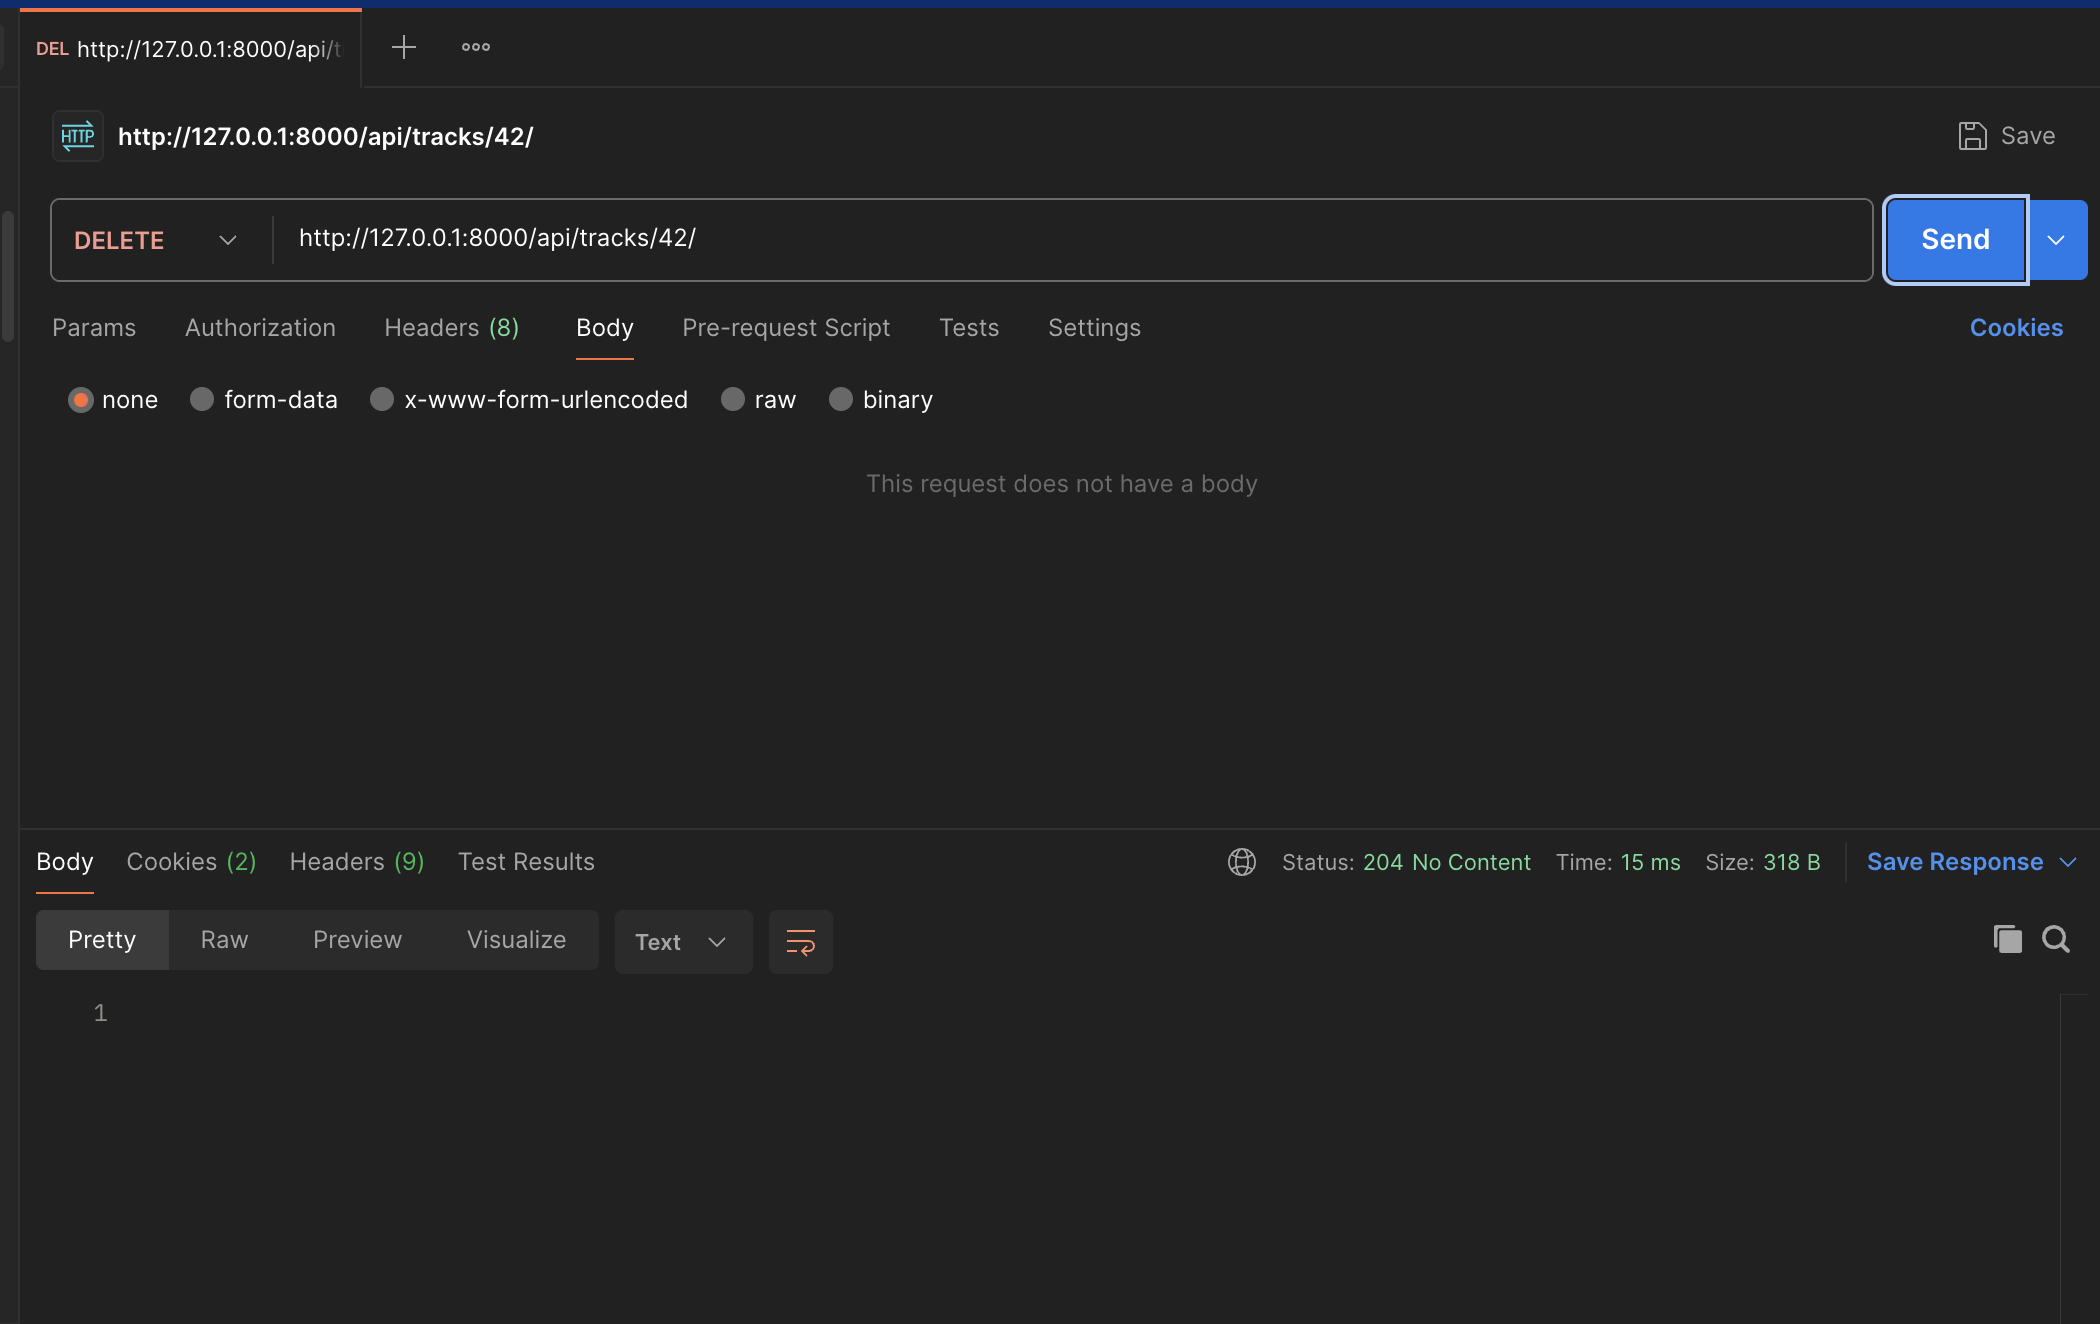 DEL http://127.0.0.1:8000/api/t
HTTP http://127.0.0.1:8000/api/tracks/42/
Save
DELETE http://127.0.0.1:8000/api/tracks/42/
Send
Params Authorization Headers (8) Body Pre-request Script Tests Settings Cookies
none form-data x-www-form-urlencoded raw binary
This request does not have a body
Body Cookies (2) Headers (9) Test Results Status: 204 No Content Time: 15 ms Size: 318 B Save Response
Pretty Raw Preview Visualize Text
1